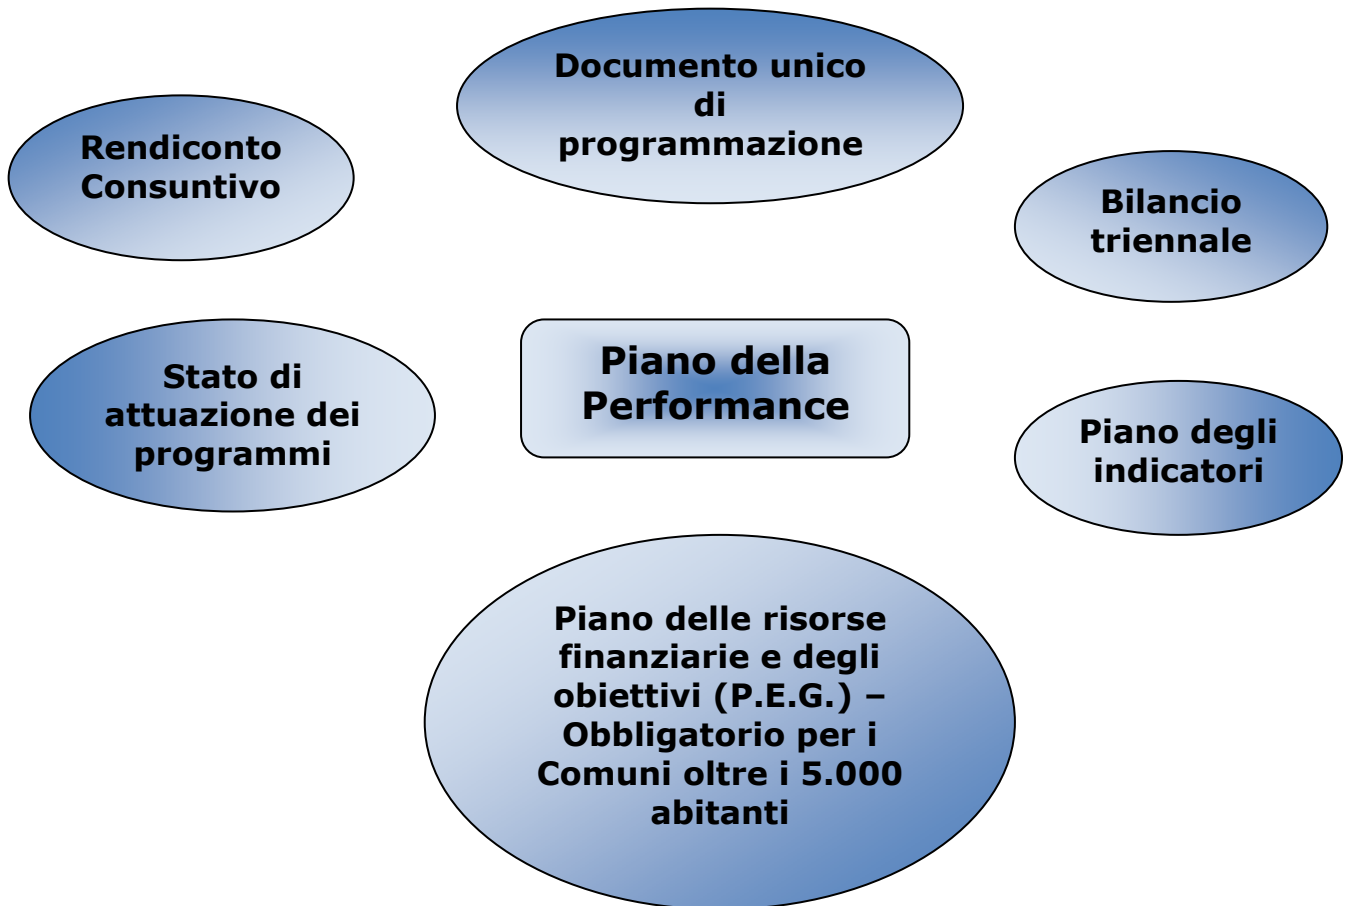 Documento unico
di
programmazione
Rendiconto
Consuntivo
Bilancio
triennale
Stato di
attuazione dei
programmi
Piano della
Performance
Piano degli
indicatori
Piano delle risorse
finanziarie e degli
obiettivi (P.E.G.) –
Obbligatorio per i
Comuni oltre i 5.000
abitanti